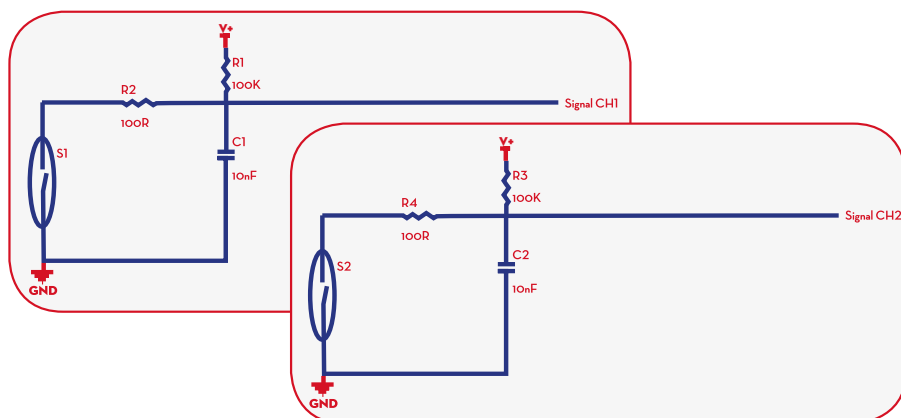 V+
R1
100K
R2
100R
Signal CH1
S1
C1
10nF
GND
V+
R3
100K
R4
100R
Signal CH2
S2
C2
10nF
GND